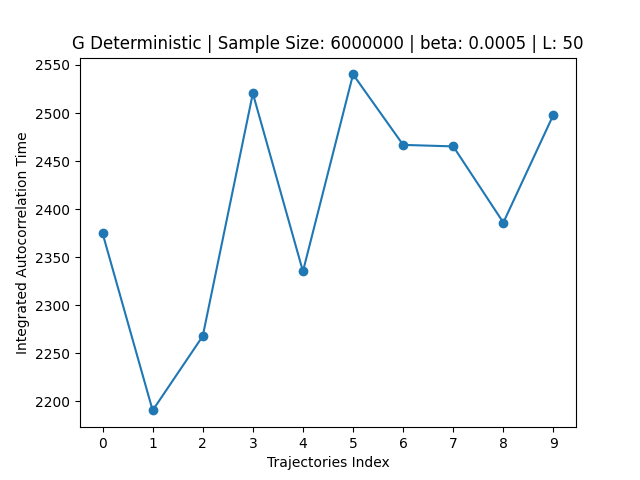 G Deterministic | Sample Size: 6000000 | beta: 0.0005 | L: 50
Integrated Autocorrelation Time
2550
2500
2450
2400
2350
2300
2250
2200
0 1 2 3 4 5 6 7 8 9
Trajectories Index